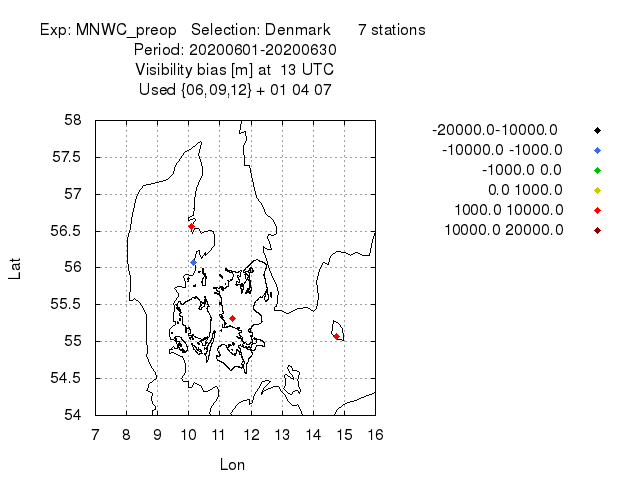 Exp: MNWC_preop   Selection: Denmark      7 stations
Period: 20200601-20200630
Visibility bias [m] at  13 UTC
Used {06,09,12} + 01 04 07
-20000.0-10000.0
-10000.0 -1000.0
-1000.0 0.0
0.0 1000.0
1000.0 10000.0
10000.0 20000.0
58
57.5
57
56.5
56
55.5
55
54.5
54
Lat
7 8 9 10 11 12 13 14 15 16
Lon